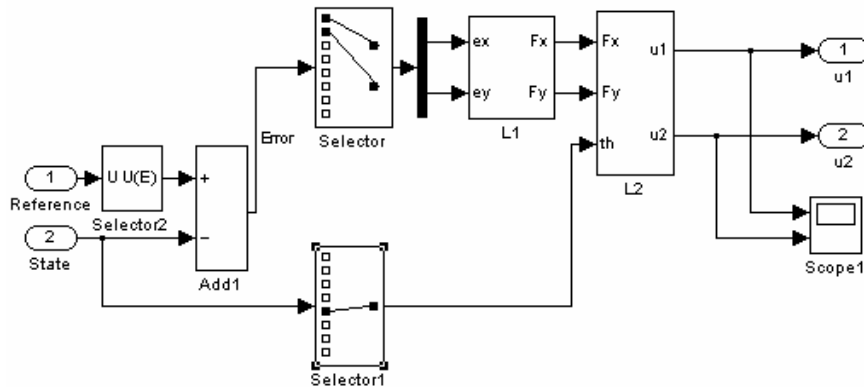 ex
Fx
Fx
u1
1
u1
ey
Fy
Fy
L1
Error
Selector
th
u2
2
u2
L2
1
U U(E)
+
Reference
Selector2
2
−
State
Add1
Scope1
Selector1